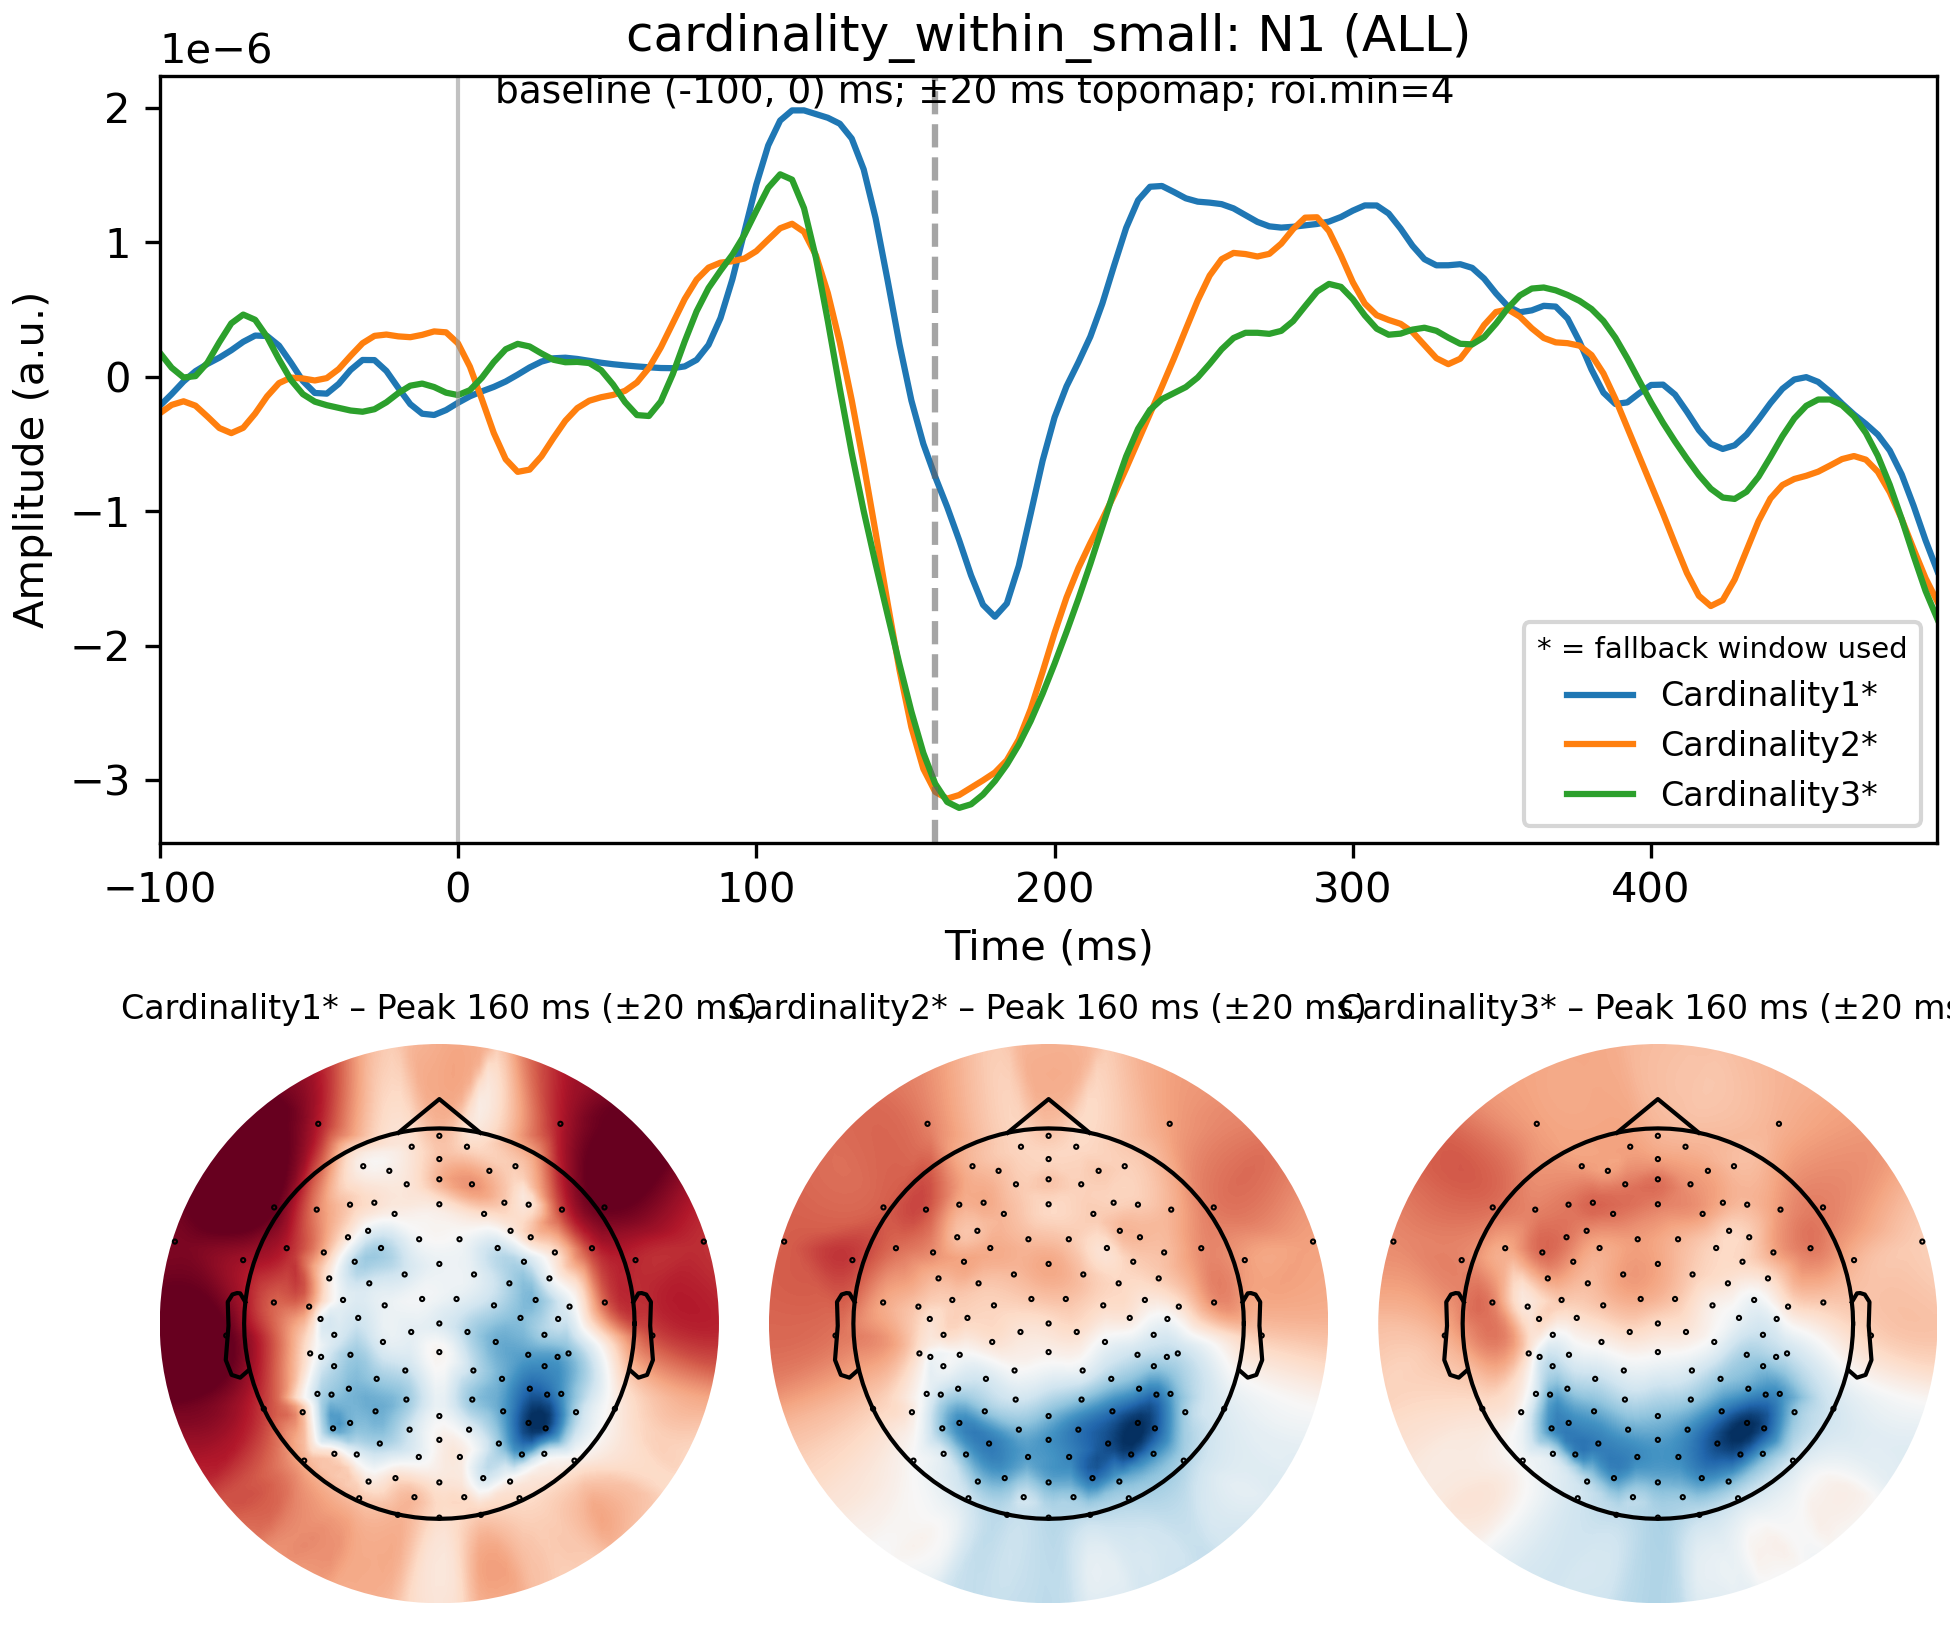 cardinality_within_small: N1 (ALL)
1e−6
baseline (-100, 0) ms; ±20 ms topomap; roi.min=4
Amplitude (a.u.)
2
1
0
−1
−2
−3
* = fallback window used
Cardinality1*
Cardinality2*
Cardinality3*
−100
0
100
200
300
400
Time (ms)
Cardinality1* – Peak 160 ms (±20 ms)
Cardinality2* – Peak 160 ms (±20 ms)
Cardinality3* – Peak 160 ms (±20 ms